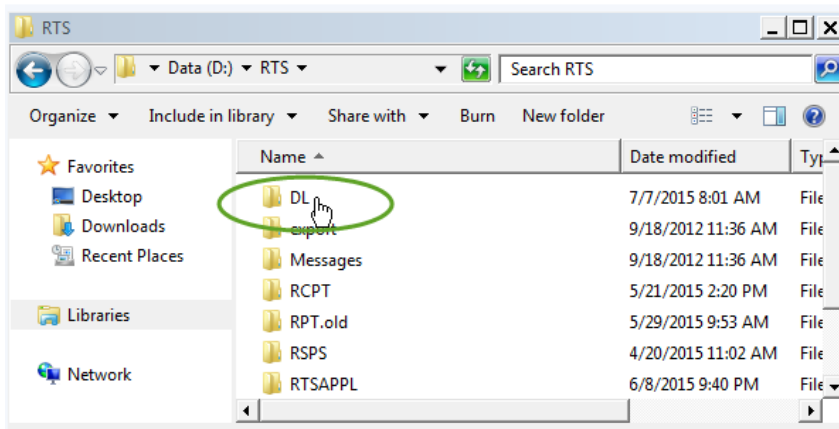 RTS
Data (D:) RTS Search RTS
Organize Include in library Share with Burn New folder
Favorites
Desktop
Downloads
Recent Places
Libraries
Network
Name Date modified Typ
DL 7/7/2015 8:01 AM File
export 9/18/2012 11:36 AM File
Messages 9/18/2012 11:36 AM File
RCPT 5/21/2015 2:20 PM File
RPT.old 5/29/2015 9:53 AM File
RSPS 4/20/2015 11:02 AM File
RTSAPPL 6/8/2015 9:40 PM File